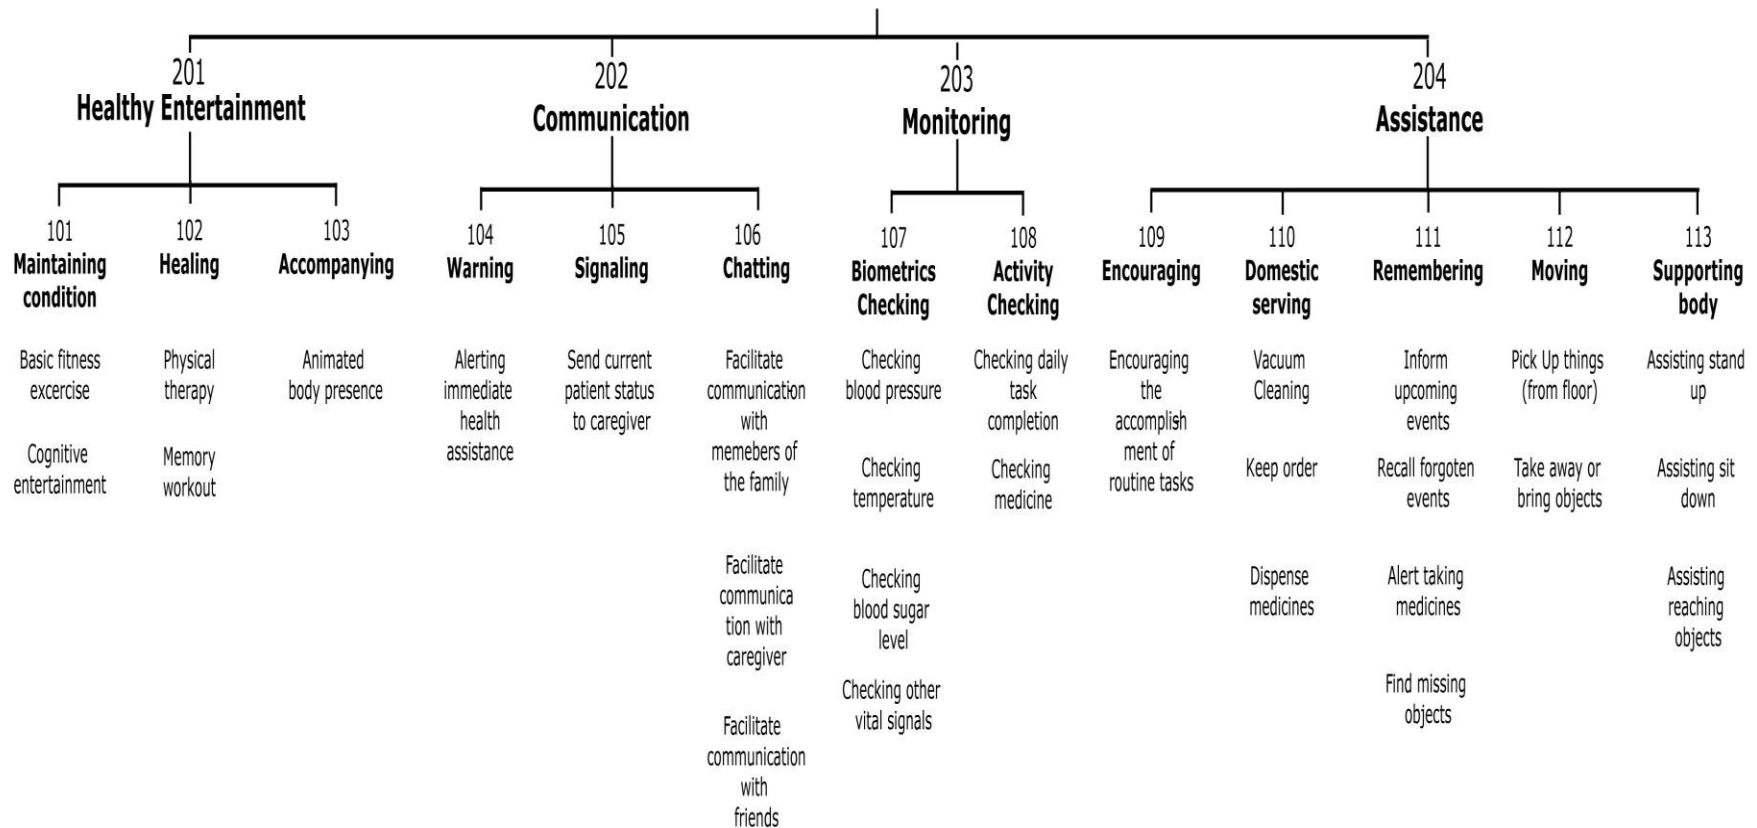 201
Healthy Entertainment
202
Communication
203
Monitoring
204
Assistance
101
Maintaining
condition
Basic fitness
excercise
Cognitive
entertainment
102
Healing
Physical
therapy
Memory
workout
103
Accompanying
Animated
body presence
104
Warning
Alerting
immediate
health
assistance
105
Signaling
Send current
patient status
to caregiver
106
Chatting
Facilitate
communication
with
memebers of
the family
Facilitate
communica
tion with
caregiver
Facilitate
communication
with
friends
107
Biometrics
Checking
Checking
blood pressure
Checking
temperature
Checking
blood sugar
level
Checking other
vital signals
108
Activity
Checking
Checking daily
task
completion
Checking
medicine
109
Encouraging
Encouraging
the
accomplish
ment of
routine tasks
110
Domestic
serving
Vacuum
Cleaning
Keep order
Dispense
medicines
111
Remembering
Inform
upcoming
events
Recall forgoten
events
Alert taking
medicines
Find missing
objects
112
Moving
Pick Up things
(from floor)
Take away or
bring objects
113
Supporting
body
Assisting stand
up
Assisting sit
down
Assisting
reaching
objects